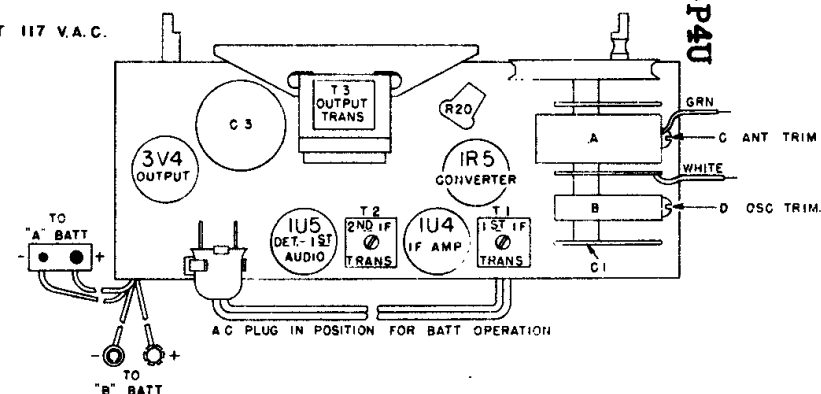 T 117 V.A.C.
P4U
T3
OUTPUT
TRANS
C3
R20
GRN
A
C ANT TRIM
3V4
OUTPUT
1R5
CONVERTER
WHITE
TO
"A" BATT
- +
1U5
DET.-1ST
AUDIO
T2
2ND IF
TRANS
1U4
IF AMP
T1
1ST IF
TRANS
B
D OSC TRIM.
C1
AC PLUG IN POSITION FOR BATT OPERATION
- +
TO
"B" BATT